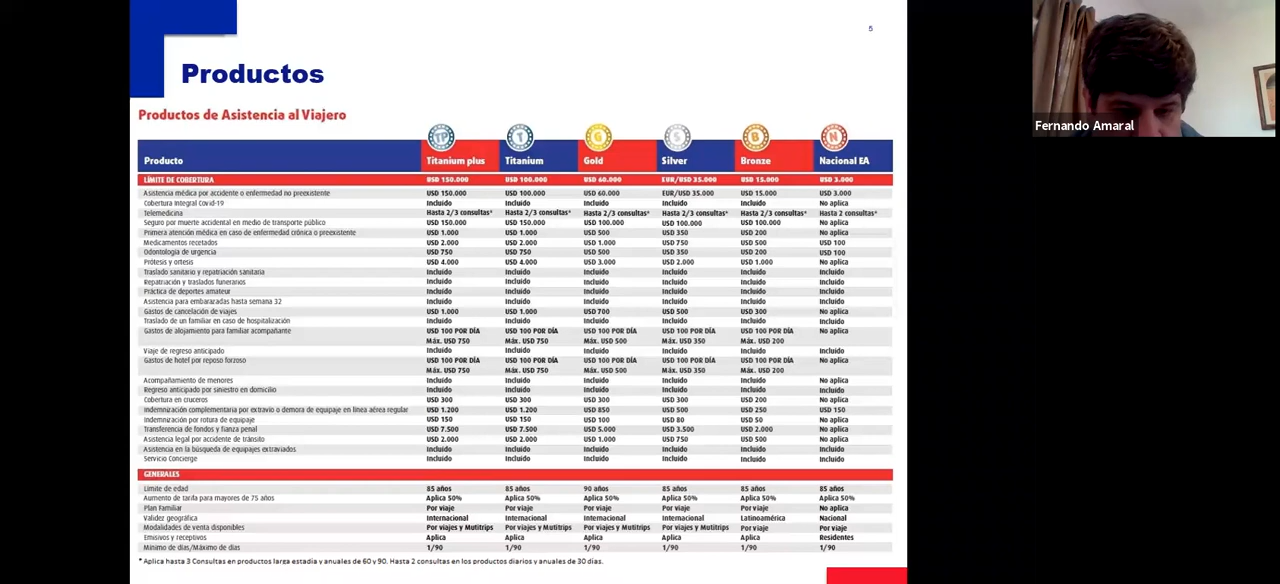 5
Productos
Productos de Asistencia al Viajero
TP T G S B N
Producto Titanium plus Titanium Gold Silver Bronze Nacional EA
LÍMITE DE COBERTURA USD 150.000 USD 100.000 USD 60.000 EUR/USD 35.000 USD 15.000 USD 3.000
Asistencia médica por accidente o enfermedad no preexistente USD 150.000 USD 100.000 USD 60.000 EUR/USD 35.000 USD 15.000 USD 3.000
Cobertura Integral Covid-19 Incluido Incluido Incluido Incluido Incluido No aplica
Telemedicina Hasta 2/3 consultas* Hasta 2/3 consultas* Hasta 2/3 consultas* Hasta 2/3 consultas* Hasta 2/3 consultas* Hasta 2 consultas*
Seguro por muerte accidental en medio de transporte público USD 150.000 USD 150.000 USD 100.000 USD 100.000 USD 100.000 No aplica
Primera atención médica en caso de enfermedad crónica o preexistente USD 1.000 USD 1.000 USD 500 USD 350 USD 200 No aplica
Medicamentos recetados USD 2.000 USD 2.000 USD 1.000 USD 750 USD 500 USD 100
Odontología de urgencia USD 750 USD 750 USD 500 USD 350 USD 200 USD 100
Prótesis y órtesis USD 4.000 USD 4.000 USD 3.000 USD 2.000 USD 1.000 No aplica
Traslado sanitario y repatriación sanitaria Incluido Incluido Incluido Incluido Incluido Incluido
Repatriación y traslados funerarios Incluido Incluido Incluido Incluido Incluido Incluido
Práctica de deportes amateur Incluido Incluido Incluido Incluido Incluido Incluido
Asistencia para embarazadas hasta semana 32 Incluido Incluido Incluido Incluido Incluido Incluido
Gastos de cancelación de viajes USD 1.000 USD 1.000 USD 700 USD 500 USD 300 No aplica
Traslado de un familiar en caso de hospitalización Incluido Incluido Incluido Incluido Incluido Incluido
Gastos de alojamiento para familiar acompañante USD 100 POR DÍA USD 100 POR DÍA USD 100 POR DÍA USD 100 POR DÍA USD 100 POR DÍA No aplica
Máx. USD 750 Máx. USD 750 Máx. USD 500 Máx. USD 350 Máx. USD 200
Viaje de regreso anticipado Incluido Incluido Incluido Incluido Incluido Incluido
Gastos de hotel por reposo forzoso USD 100 POR DÍA USD 100 POR DÍA USD 100 POR DÍA USD 100 POR DÍA USD 100 POR DÍA No aplica
Máx. USD 750 Máx. USD 750 Máx. USD 500 Máx. USD 350 Máx. USD 200
Acompañamiento de menores Incluido Incluido Incluido Incluido Incluido No aplica
Regreso anticipado por siniestro en domicilio Incluido Incluido Incluido Incluido Incluido Incluido
Cobertura en cruceros USD 300 USD 300 USD 300 USD 300 USD 200 No aplica
Indemnización complementaria por extravío o demora de equipaje en línea aérea regular USD 1.200 USD 1.200 USD 850 USD 500 USD 250 USD 150
Indemnización por rotura de equipaje USD 150 USD 150 USD 100 USD 80 USD 50 No aplica
Transferencia de fondos y fianza penal USD 7.500 USD 7.500 USD 5.000 USD 3.500 USD 2.000 No aplica
Asistencia legal por accidente de tránsito USD 2.000 USD 2.000 USD 1.000 USD 750 USD 500 No aplica
Asistencia en la búsqueda de equipajes extraviados Incluido Incluido Incluido Incluido Incluido Incluido
Servicio Concierge Incluido Incluido Incluido Incluido Incluido Incluido
GENERALES
Límite de edad 85 años 85 años 90 años 85 años 85 años 85 años
Aumento de tarifa para mayores de 75 años Aplica 50% Aplica 50% Aplica 50% Aplica 50% Aplica 50% Aplica 50%
Plan Familiar Por viaje Por viaje Por viaje Por viaje Por viaje No aplica
Validez geográfica Internacional Internacional Internacional Internacional Latinoamérica Nacional
Modalidades de venta disponibles Por viajes y Mutitrips Por viajes y Mutitrips Por viajes y Mutitrips Por viajes y Mutitrips Por viaje Por viaje
Emisivos y receptivos Aplica Aplica Aplica Aplica Aplica Residentes
Mínimo de días/Máximo de días 1/90 1/90 1/90 1/90 1/90 1/90
* Aplica hasta 3 Consultas en productos larga estadía y anuales de 60 y 90. Hasta 2 consultas en los productos diarios y anuales de 30 días.
Fernando Amaral